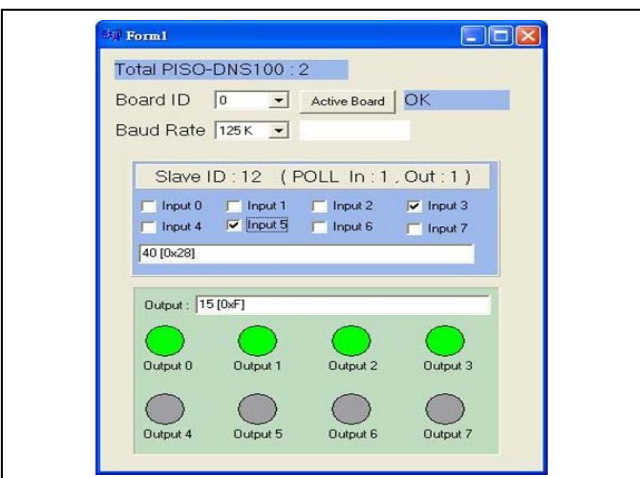 Form1
Total PISO-DNS100 : 2
Board ID 0 Active Board OK
Baud Rate 125 K
Slave ID : 12 ( POLL In : 1 , Out : 1 )
Input 0 Input 1 Input 2 Input 3
Input 4 Input 5 Input 6 Input 7
40 [0x28]
Output : 15 [0xF]
Output 0 Output 1 Output 2 Output 3
Output 4 Output 5 Output 6 Output 7